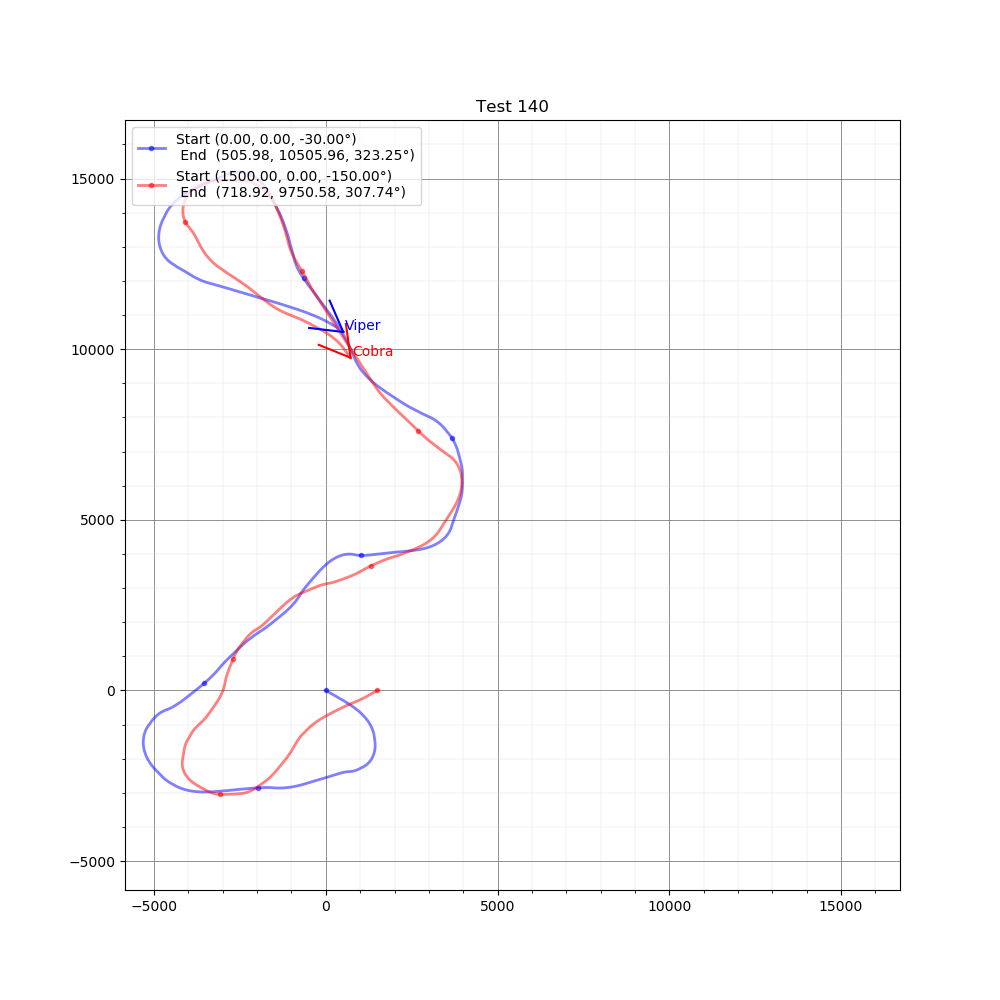 Test 140
Start (0.00, 0.00, -30.00°)
End  (505.98, 10505.96, 323.25°)
Start (1500.00, 0.00, -150.00°)
End  (718.92, 9750.58, 307.74°)
15000
10000
5000
0
−5000
Viper
Cobra
−5000
0
5000
10000
15000